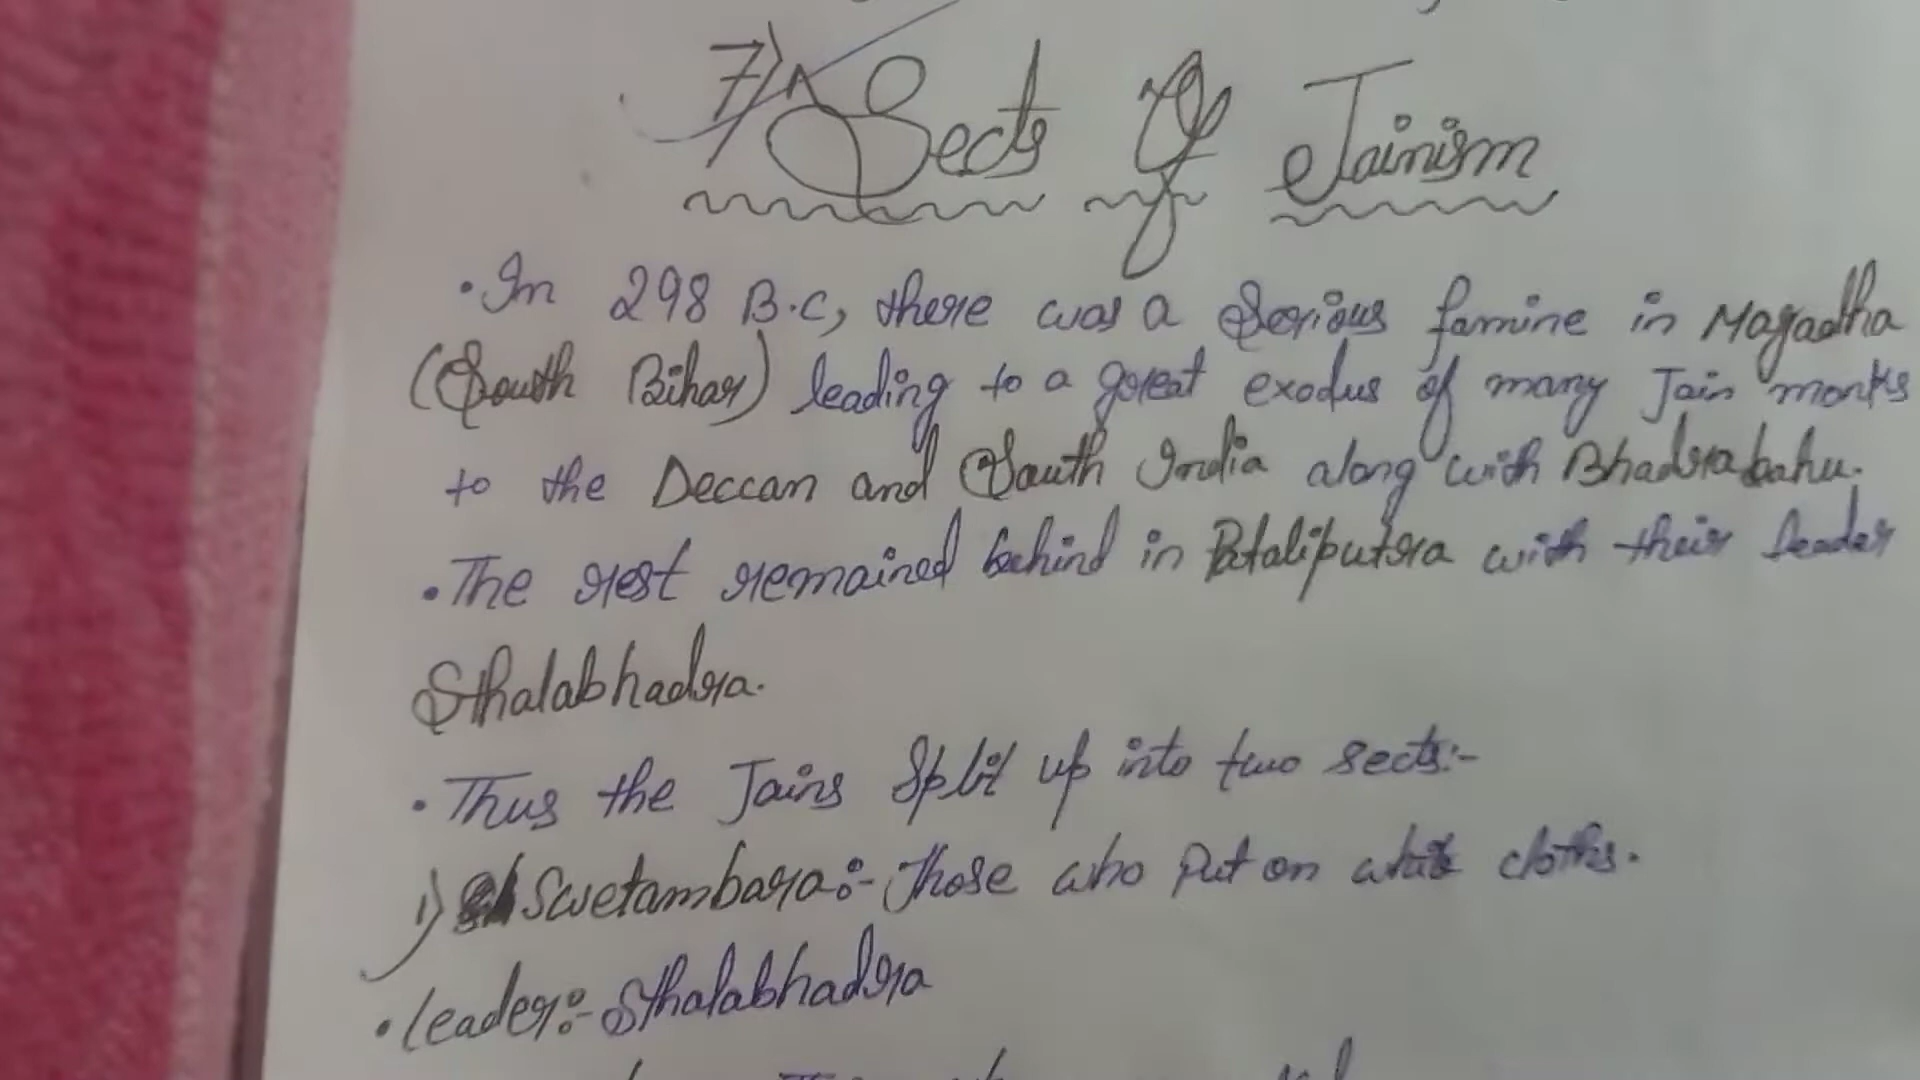 7) Sects Of Jainism
• In 298 B.C, there was a Serious famine in Magadha
(South Bihar) leading to a great exodus of many Jain monks
to the Deccan and South India along with Bhadrabahu.
• The rest remained behind in Pataliputra with their leader
Sthalabhadra.
• Thus the Jains Split up into two sects:-
i) Swetambara:- Those who Put on white cloths.
• Leader:- Sthalabhadra